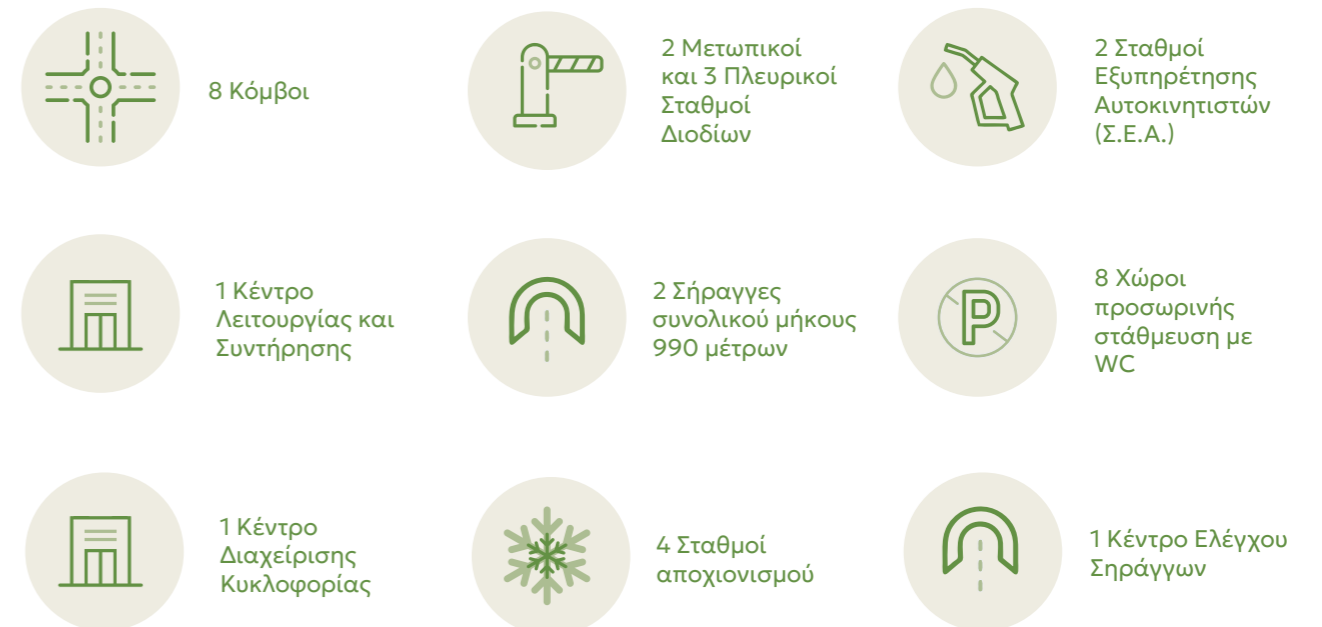 8 Κόμβοι
2 Μετωπικοί
και 3 Πλευρικοί
Σταθμοί
Διοδίων
2 Σταθμοί
Εξυπηρέτησης
Αυτοκινητιστών
(Σ.Ε.Α.)
1 Κέντρο
Λειτουργίας και
Συντήρησης
2 Σήραγγες
συνολικού μήκους
990 μέτρων
P
8 Χώροι
προσωρινής
στάθμευση με
WC
1 Κέντρο
Διαχείρισης
Κυκλοφορίας
4 Σταθμοί
αποχιονισμού
1 Κέντρο Ελέγχου
Σηράγγων